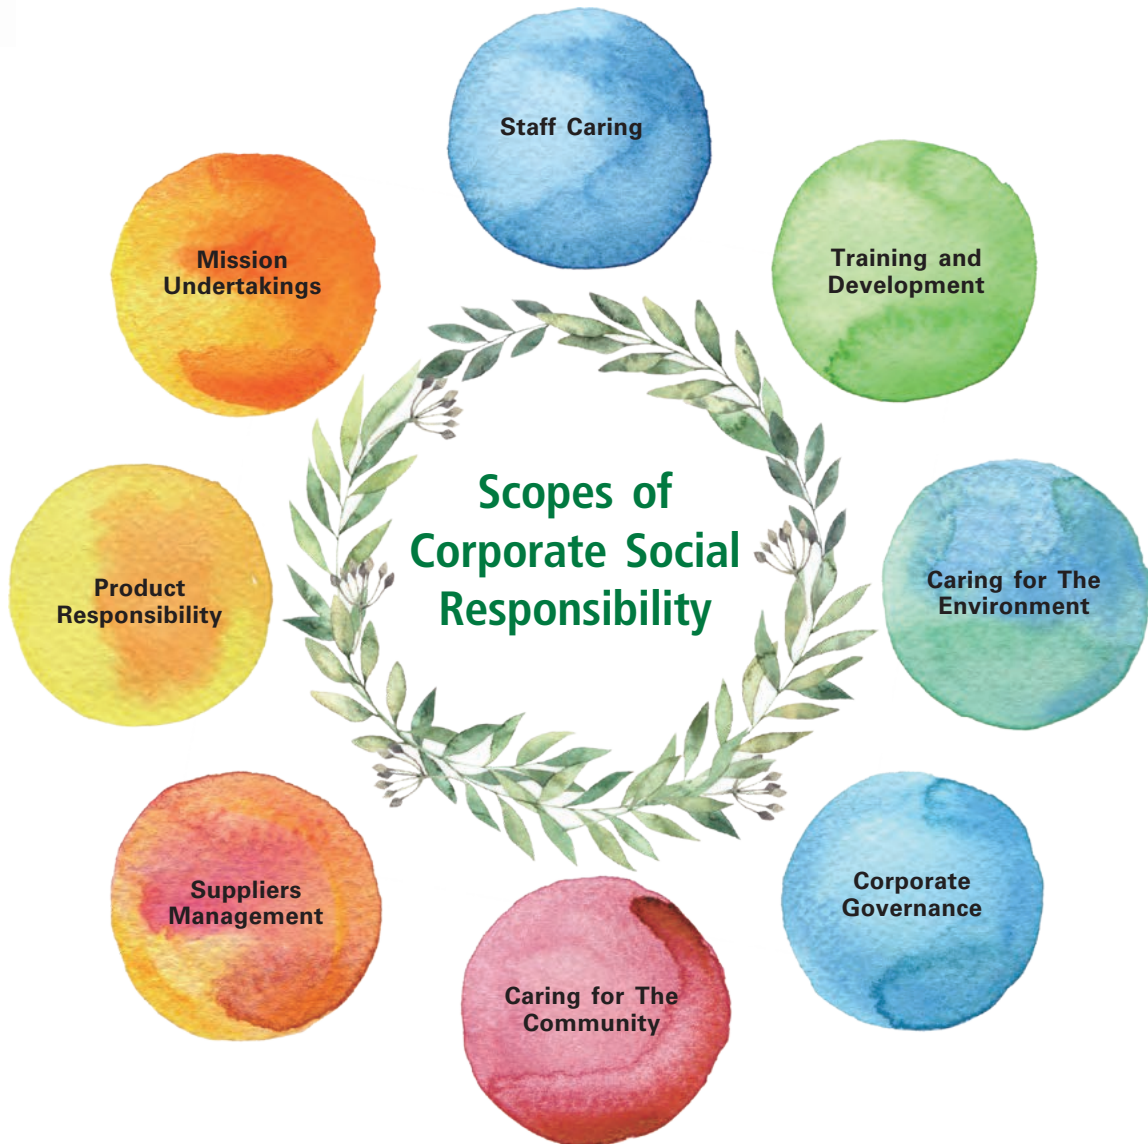 Staff Caring
Training and
Development
Caring for The
Environment
Corporate
Governance
Caring for The
Community
Suppliers
Management
Product
Responsibility
Mission
Undertakings
Scopes of
Corporate Social
Responsibility